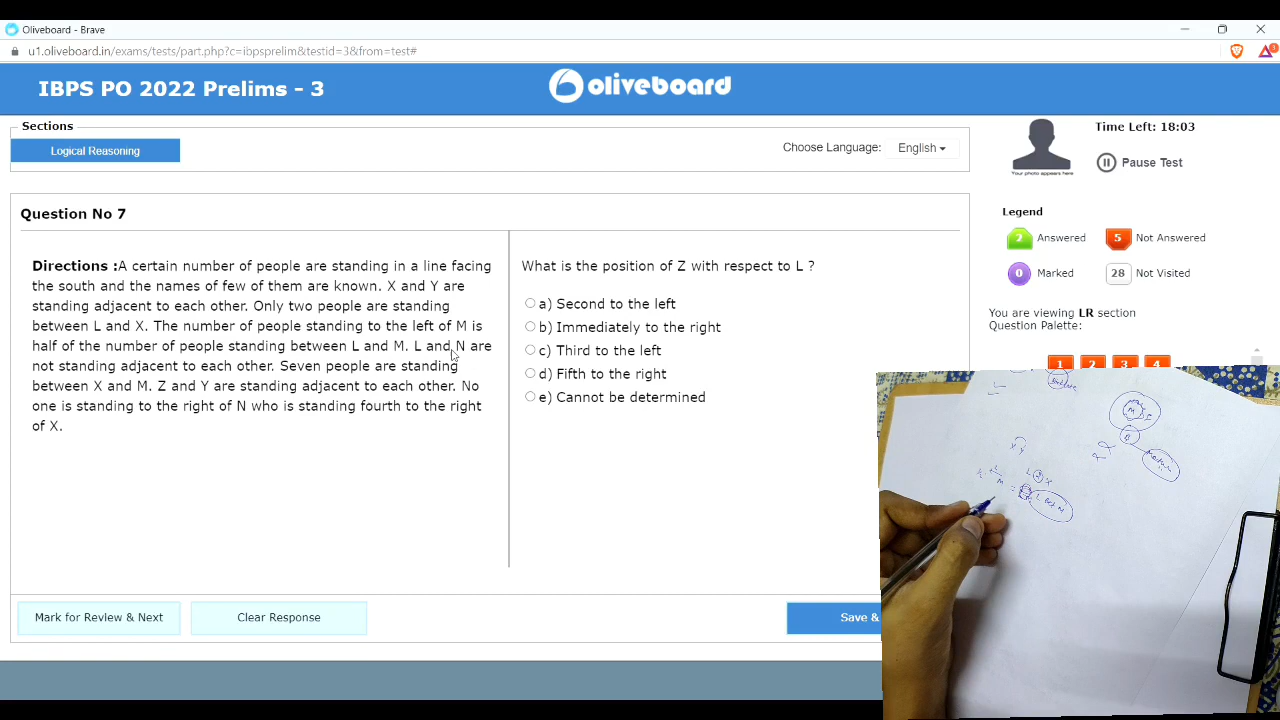 Oliveboard - Brave
u1.oliveboard.in/exams/tests/part.php?c=ibpsprelim&testid=3&from=test#
3
IBPS PO 2022 Prelims - 3
oliveboard
Sections
Logical Reasoning
Choose Language:
English
Your photo appears here
Time Left: 18:03
Pause Test
Legend
2 Answered
5 Not Answered
0 Marked
28 Not Visited
You are viewing LR section
Question Palette:
1 2 3 4
Question No 7
Directions :A certain number of people are standing in a line facing
the south and the names of few of them are known. X and Y are
standing adjacent to each other. Only two people are standing
between L and X. The number of people standing to the left of M is
half of the number of people standing between L and M. L and N are
not standing adjacent to each other. Seven people are standing
between X and M. Z and Y are standing adjacent to each other. No
one is standing to the right of N who is standing fourth to the right
of X.
What is the position of Z with respect to L ?
a) Second to the left
b) Immediately to the right
c) Third to the left
d) Fifth to the right
e) Cannot be determined
Mark for Review & Next
Clear Response
Save &